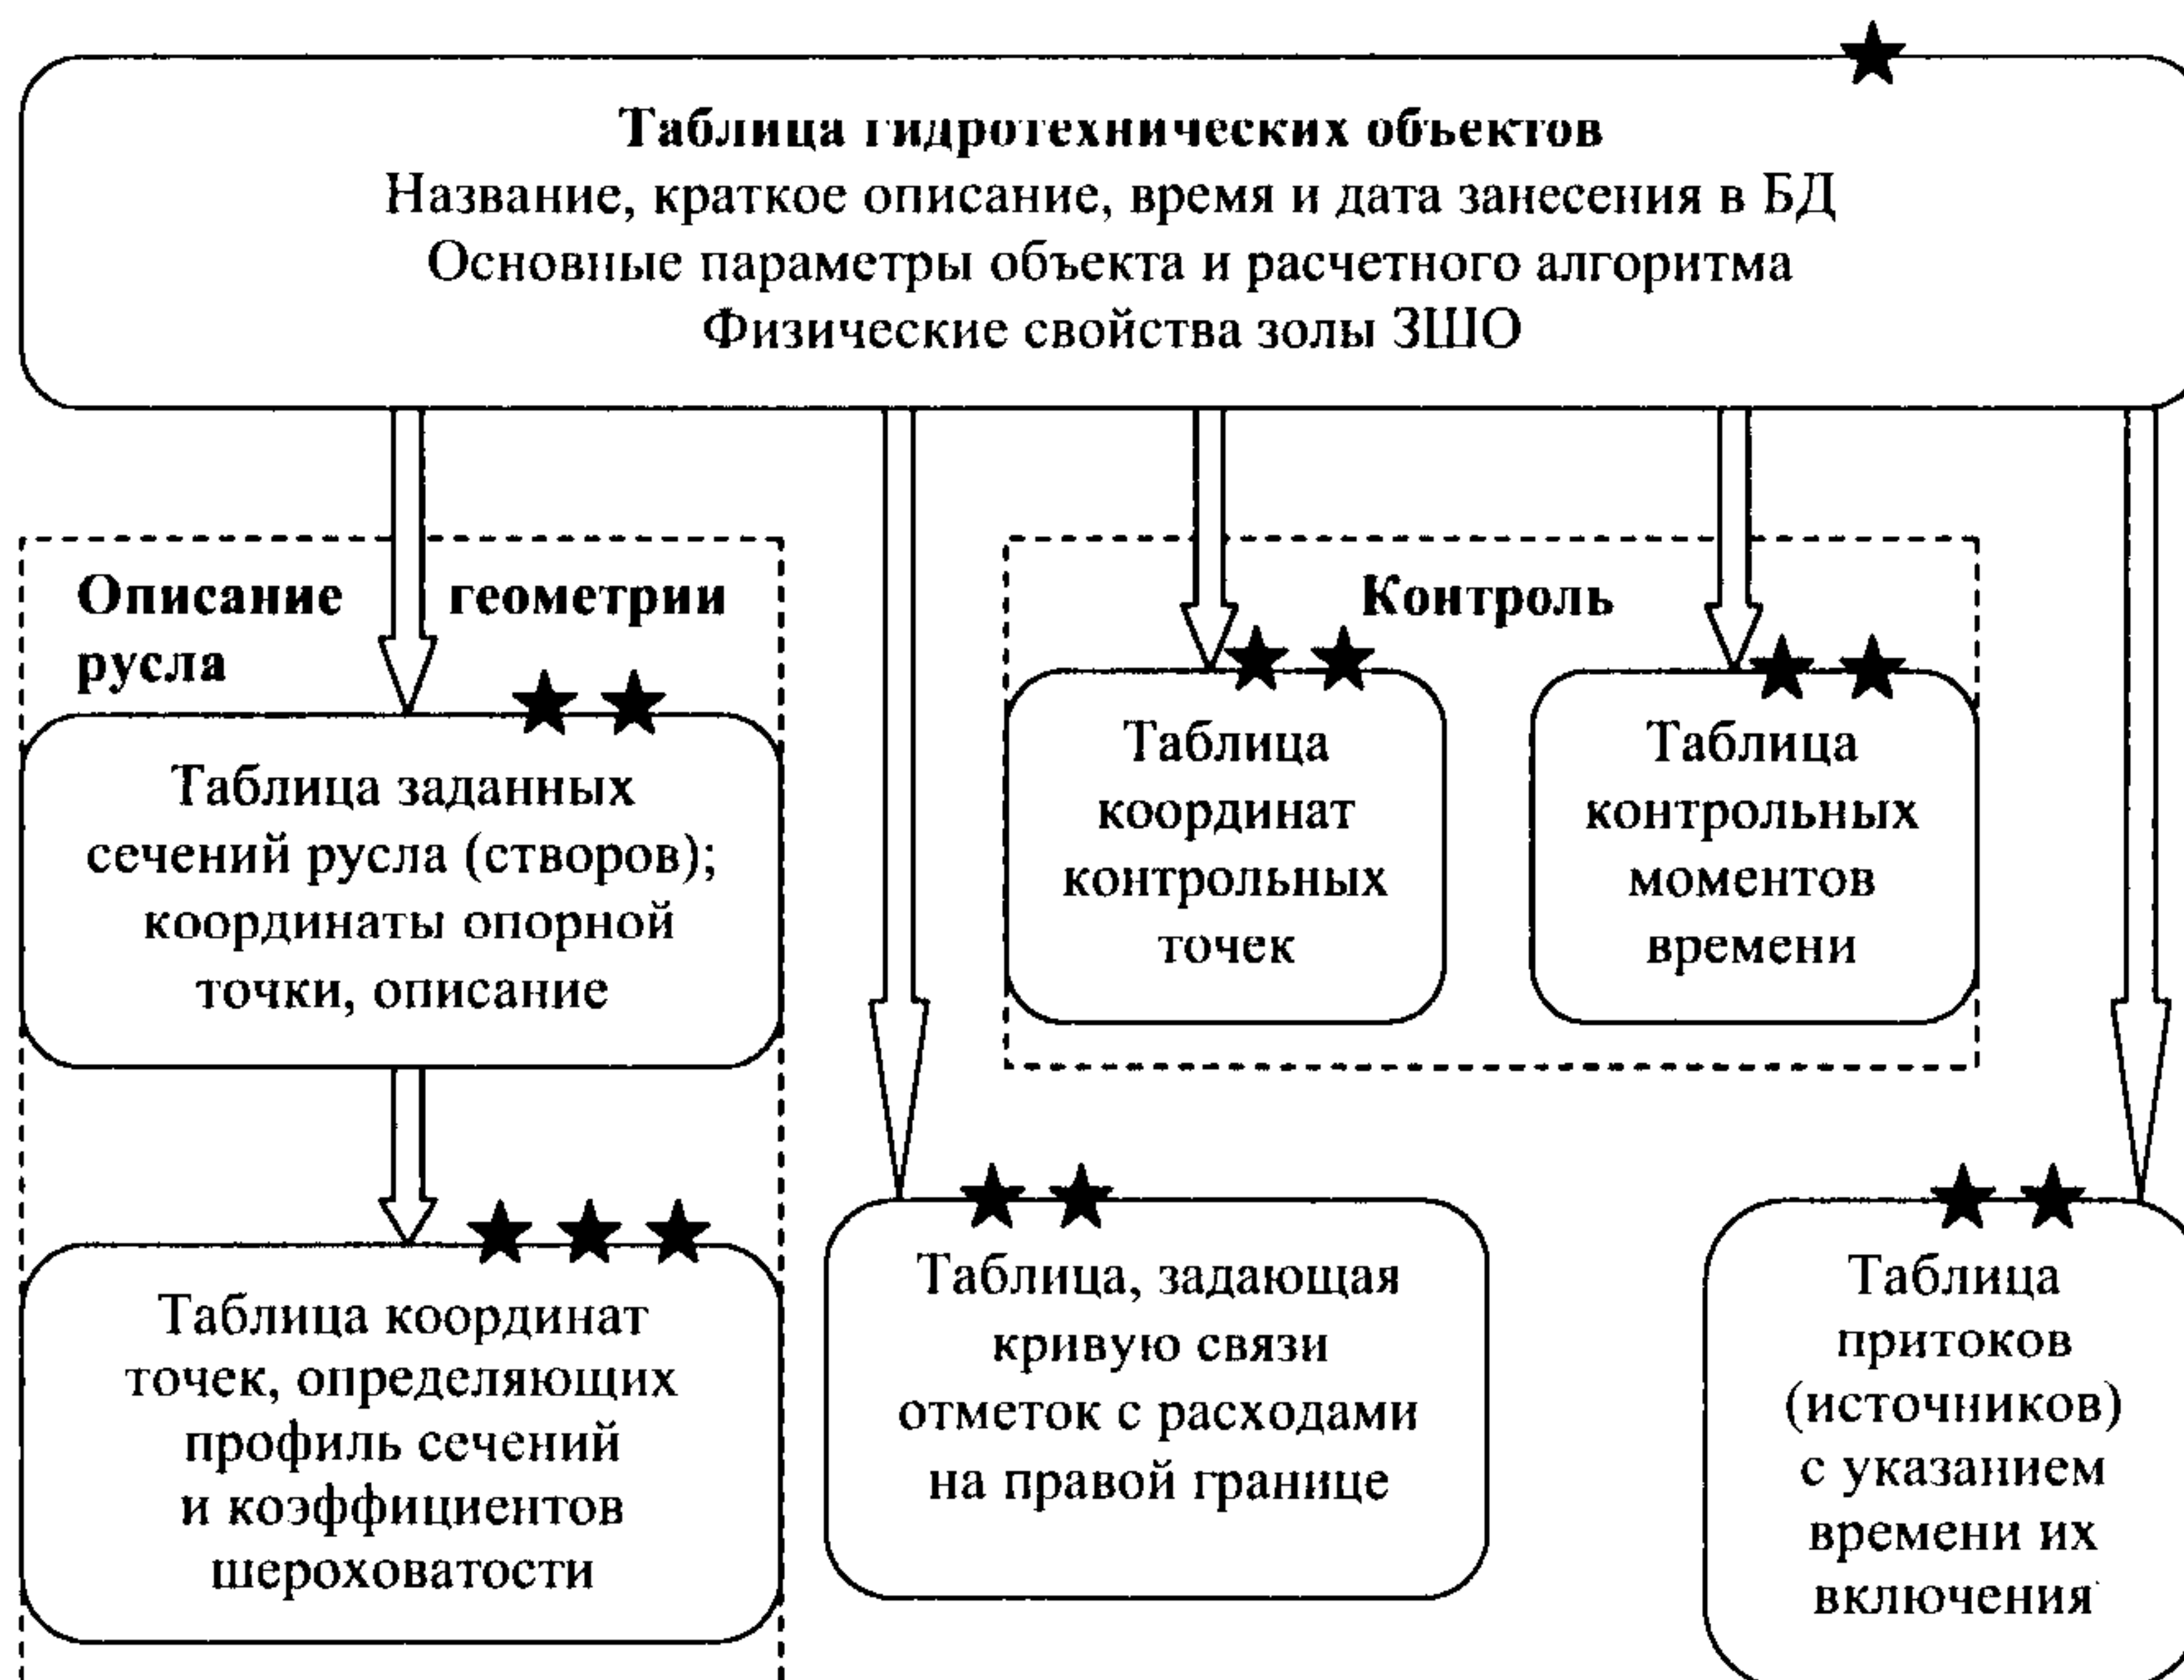 Таблица гидротехнических объектов
Название, краткое описание, время и дата занесения в БД
Основные параметры объекта и расчетного алгоритма
Физические свойства золы ЗШО
Описание геометрии
русла
Таблица заданных
сечений русла (створов);
координаты опорной
точки, описание
Таблица координат
точек, определяющих
профиль сечений
и коэффициентов
шероховатости
Контроль
Таблица
координат
контрольных
точек
Таблица
контрольных
моментов
времени
Таблица, задающая
кривую связи
отметок с расходами
на правой границе
Таблица
притоков
(источников)
с указанием
времени их
включения